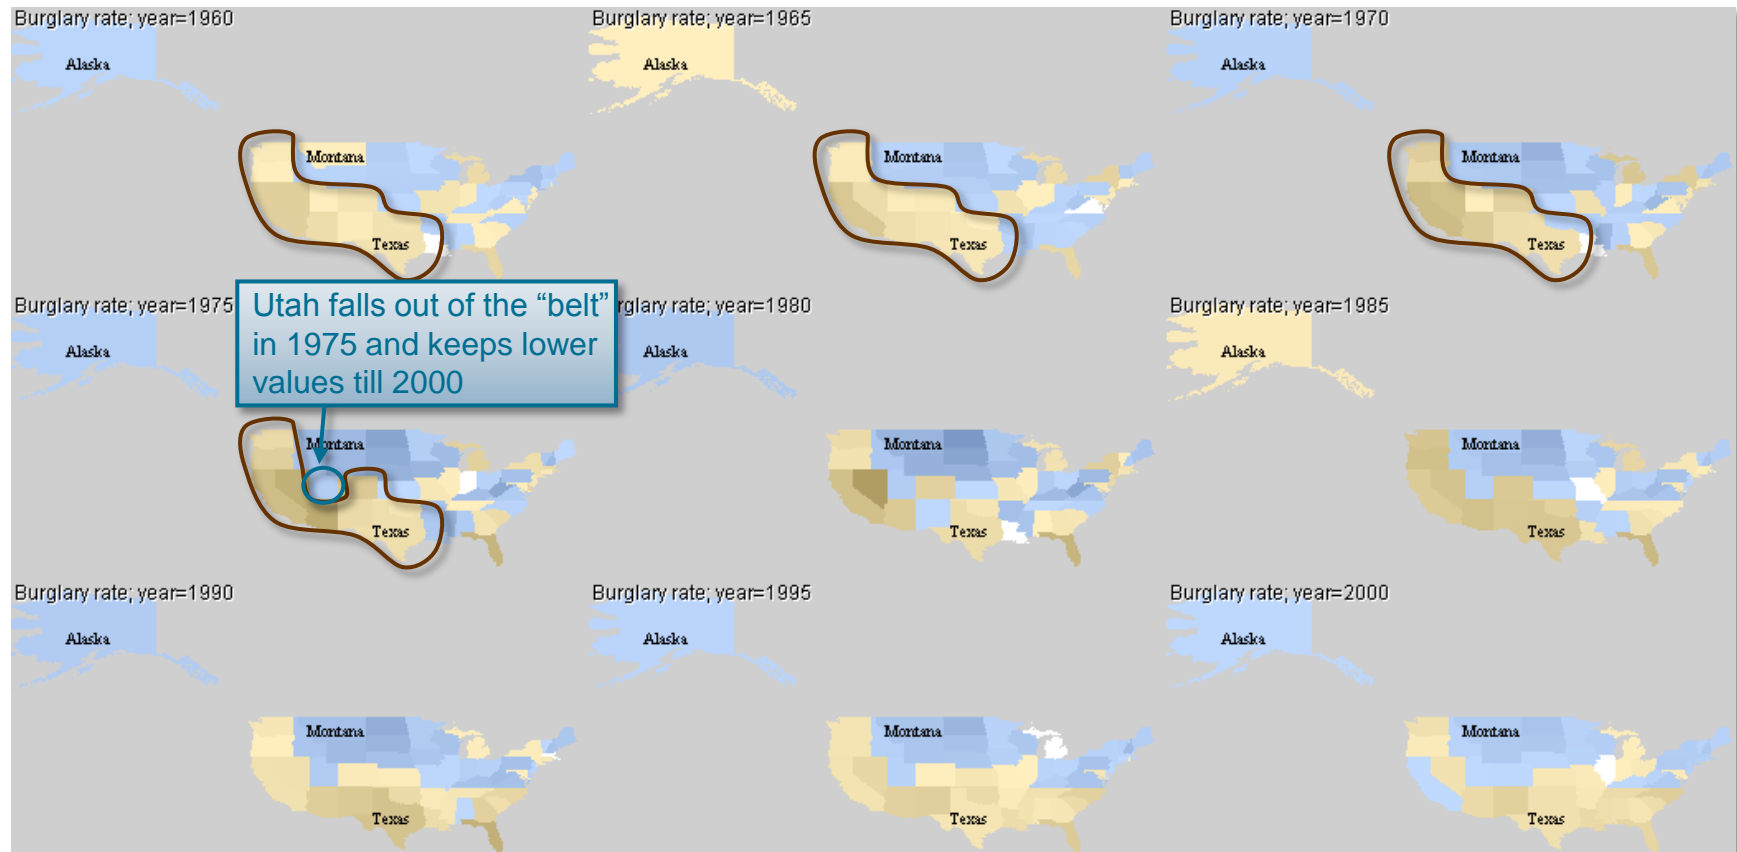 Burglary rate; year=1960
Burglary rate; year=1965
Burglary rate; year=1970
Alaska
Alaska
Alaska
Montana
Montana
Montana
Texas
Texas
Texas
Burglary rate; year=1975
rglary rate; year=1980
Burglary rate; year=1985
Utah falls out of the “belt”
in 1975 and keeps lower
values till 2000
Alaska
Alaska
Alaska
Montana
Montana
Montana
Texas
Texas
Texas
Burglary rate; year=1990
Burglary rate; year=1995
Burglary rate; year=2000
Alaska
Alaska
Alaska
Montana
Montana
Montana
Texas
Texas
Texas